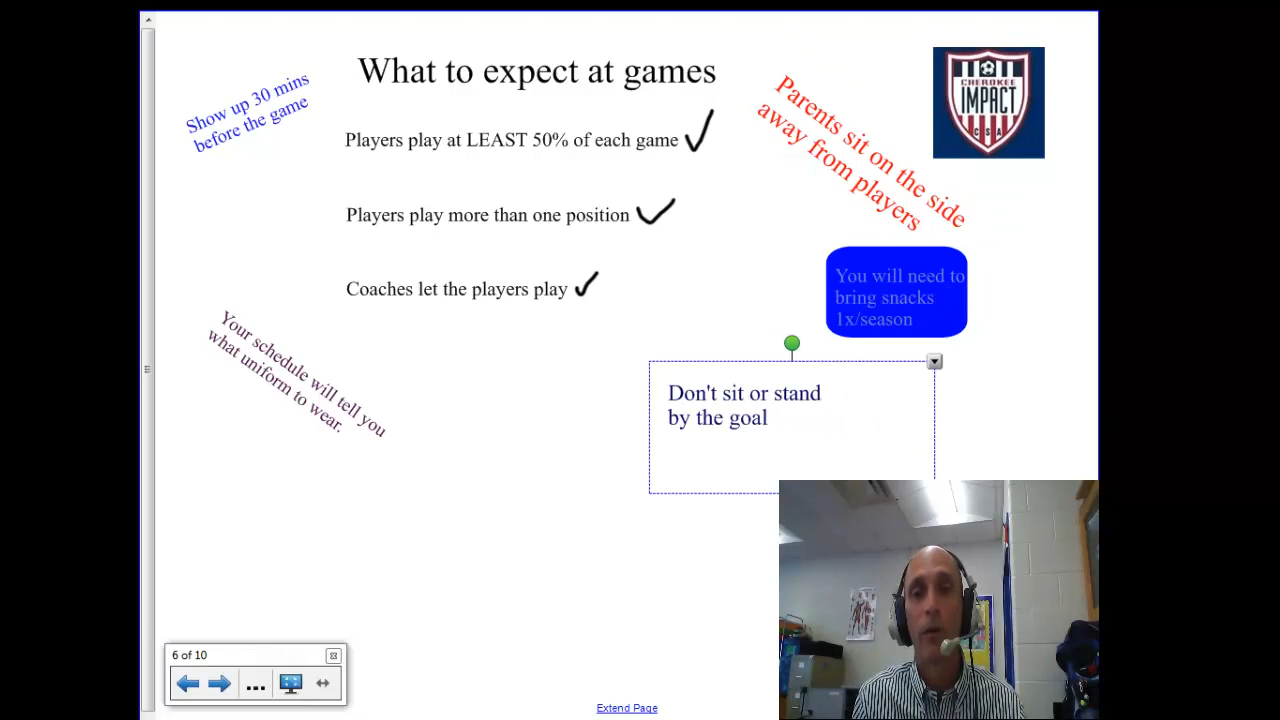 What to expect at games
Show up 30 mins
before the game
Players play at LEAST 50% of each game
Players play more than one position
Coaches let the players play
Parents sit on the side
away from players
CHEROKEE
IMPACT
CSA
You will need to
bring snacks
1x/season
Your schedule will tell you
what uniform to wear.
Don't sit or stand
by the goal
6 of 10
...
Extend Page